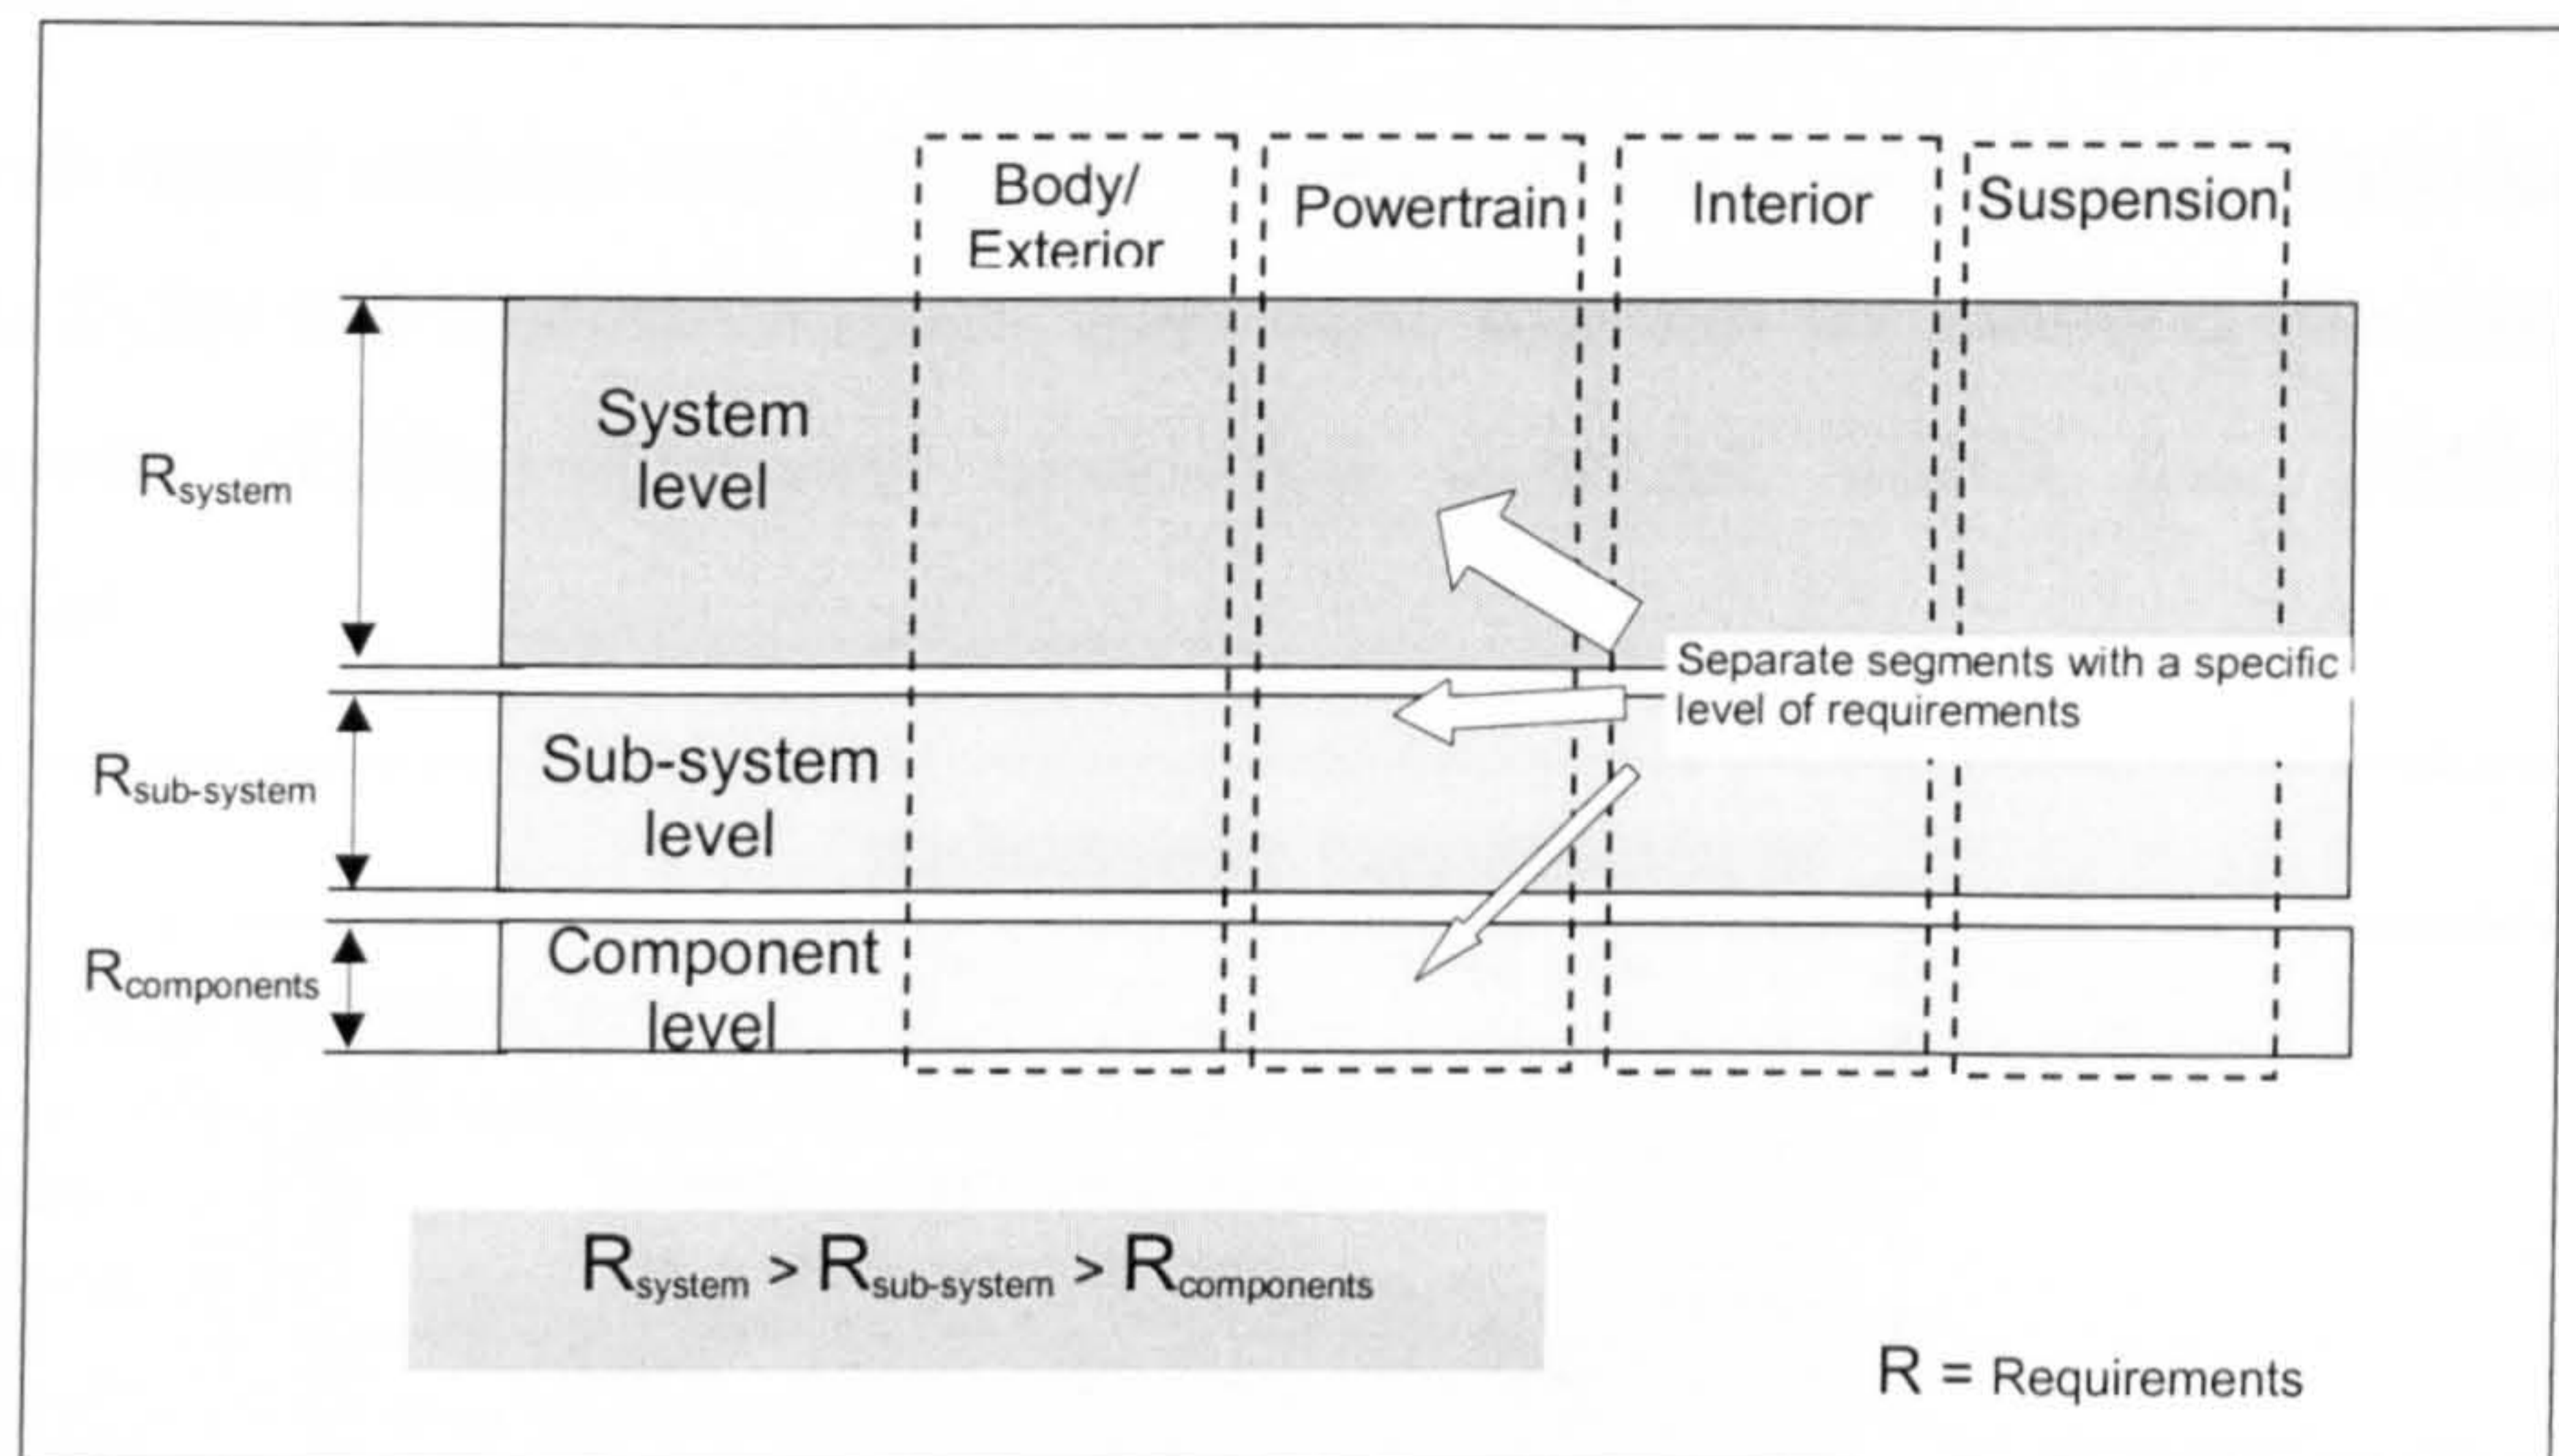 Body/
Exterior
Powertrain
Interior
Suspension
System
level
Rsystem
Separate segments with a specific
level of requirements
Sub-system
level
Rsub-system
Component
level
Rcomponents
Rsystem > Rsub-system > Rcomponents
R = Requirements